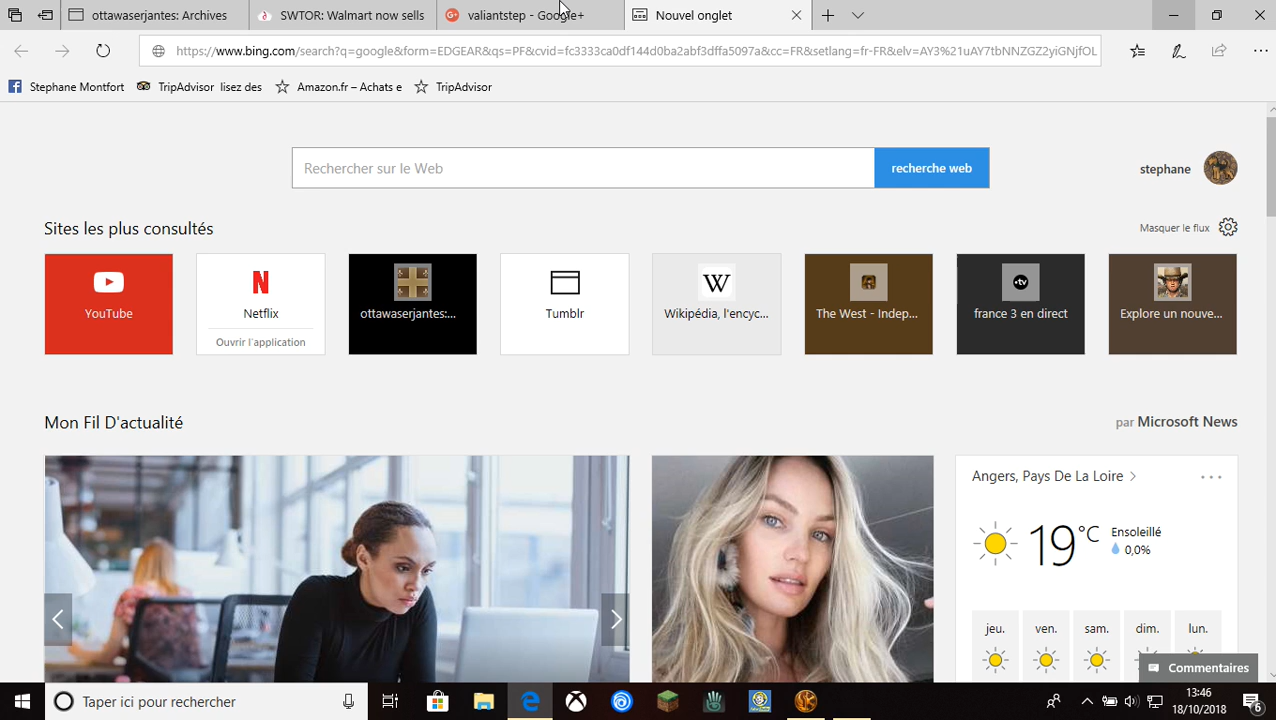 ottawaserjantes: Archives
SWTOR: Walmart now sells
valiantstep - Google+
Nouvel onglet
https://www.bing.com/search?q=google&form=EDGEAR&qs=PF&cvid=fc3333ca0df144d0ba2abf3dffa5097a&cc=FR&setlang=fr-FR&elv=AY3%21uAY7tbNNZGZ2yiGNjfOL
Stephane Montfort
TripAdvisor lisez des
Amazon.fr – Achats e
TripAdvisor
Rechercher sur le Web
recherche web
stephane
Sites les plus consultés
Masquer le flux
YouTube
Netflix
Ouvrir l'application
ottawaserjantes:...
Tumblr
W
Wikipédia, l'encyc...
The West - Indep...
•tv
france 3 en direct
Explore un nouve...
Mon Fil D'actualité
par Microsoft News
Angers, Pays De La Loire
19°C
Ensoleillé
0,0%
jeu.
ven.
sam.
dim.
lun.
Commentaires
Taper ici pour rechercher
13:46
18/10/2018
6